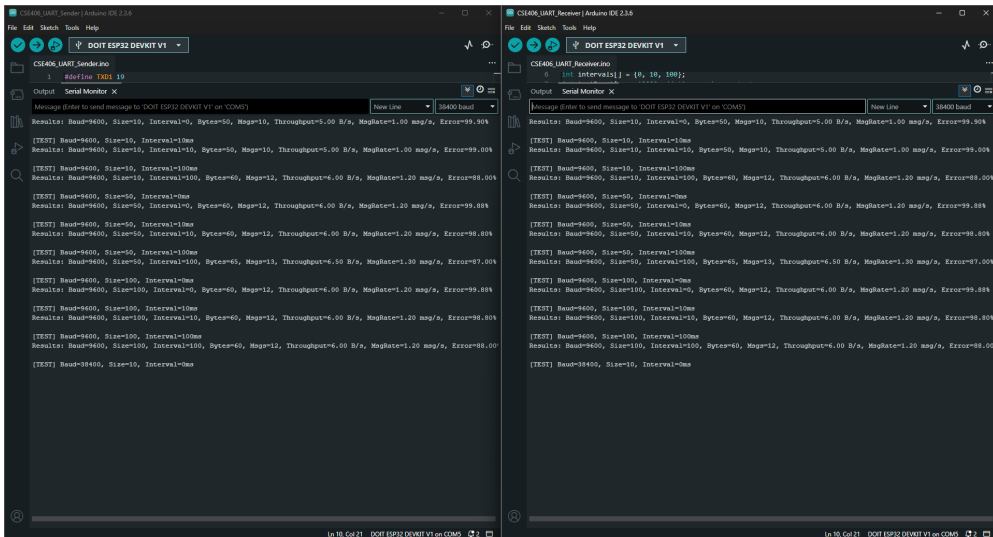 CSE406_UART_Sender | Arduino IDE 2.3.6
File Edit Sketch Tools Help
DOIT ESP32 DEVKIT V1
CSE406_UART_Sender.ino
1 #define TXD1 19
Output Serial Monitor X
Message (Enter to send message to 'DOIT ESP32 DEVKIT V1' on 'COM5')
New Line
38400 baud
Results: Baud=9600, Size=10, Interval=0, Bytes=50, Msgs=10, Throughput=5.00 B/s, MsgRate=1.00 msg/s, Error=99.90%
[TEST] Baud=9600, Size=10, Interval=10ms
Results: Baud=9600, Size=10, Interval=10, Bytes=50, Msgs=10, Throughput=5.00 B/s, MsgRate=1.00 msg/s, Error=99.00%
[TEST] Baud=9600, Size=10, Interval=100ms
Results: Baud=9600, Size=10, Interval=100, Bytes=60, Msgs=12, Throughput=6.00 B/s, MsgRate=1.20 msg/s, Error=88.00%
[TEST] Baud=9600, Size=50, Interval=0ms
Results: Baud=9600, Size=50, Interval=0, Bytes=60, Msgs=12, Throughput=6.00 B/s, MsgRate=1.20 msg/s, Error=99.88%
[TEST] Baud=9600, Size=50, Interval=10ms
Results: Baud=9600, Size=50, Interval=10, Bytes=60, Msgs=12, Throughput=6.00 B/s, MsgRate=1.20 msg/s, Error=98.80%
[TEST] Baud=9600, Size=50, Interval=100ms
Results: Baud=9600, Size=50, Interval=100, Bytes=65, Msgs=13, Throughput=6.50 B/s, MsgRate=1.30 msg/s, Error=87.00%
[TEST] Baud=9600, Size=100, Interval=0ms
Results: Baud=9600, Size=100, Interval=0, Bytes=60, Msgs=12, Throughput=6.00 B/s, MsgRate=1.20 msg/s, Error=99.88%
[TEST] Baud=9600, Size=100, Interval=10ms
Results: Baud=9600, Size=100, Interval=10, Bytes=60, Msgs=12, Throughput=6.00 B/s, MsgRate=1.20 msg/s, Error=98.80%
[TEST] Baud=9600, Size=100, Interval=100ms
Results: Baud=9600, Size=100, Interval=100, Bytes=60, Msgs=12, Throughput=6.00 B/s, MsgRate=1.20 msg/s, Error=88.00
[TEST] Baud=38400, Size=10, Interval=0ms
Ln 10, Col 21 DOIT ESP32 DEVKIT V1 on COM5 2
CSE406_UART_Receiver | Arduino IDE 2.3.6
File Edit Sketch Tools Help
DOIT ESP32 DEVKIT V1
CSE406_UART_Receiver.ino
6 int intervals[] = {0, 10, 100};
Output Serial Monitor X
Message (Enter to send message to 'DOIT ESP32 DEVKIT V1' on 'COM5')
New Line
38400 baud
Results: Baud=9600, Size=10, Interval=0, Bytes=50, Msgs=10, Throughput=5.00 B/s, MsgRate=1.00 msg/s, Error=99.90%
[TEST] Baud=9600, Size=10, Interval=10ms
Results: Baud=9600, Size=10, Interval=10, Bytes=50, Msgs=10, Throughput=5.00 B/s, MsgRate=1.00 msg/s, Error=99.00%
[TEST] Baud=9600, Size=10, Interval=100ms
Results: Baud=9600, Size=10, Interval=100, Bytes=60, Msgs=12, Throughput=6.00 B/s, MsgRate=1.20 msg/s, Error=88.00%
[TEST] Baud=9600, Size=50, Interval=0ms
Results: Baud=9600, Size=50, Interval=0, Bytes=60, Msgs=12, Throughput=6.00 B/s, MsgRate=1.20 msg/s, Error=99.88%
[TEST] Baud=9600, Size=50, Interval=10ms
Results: Baud=9600, Size=50, Interval=10, Bytes=60, Msgs=12, Throughput=6.00 B/s, MsgRate=1.20 msg/s, Error=98.80%
[TEST] Baud=9600, Size=50, Interval=100ms
Results: Baud=9600, Size=50, Interval=100, Bytes=65, Msgs=13, Throughput=6.50 B/s, MsgRate=1.30 msg/s, Error=87.00%
[TEST] Baud=9600, Size=100, Interval=0ms
Results: Baud=9600, Size=100, Interval=0, Bytes=60, Msgs=12, Throughput=6.00 B/s, MsgRate=1.20 msg/s, Error=99.88%
[TEST] Baud=9600, Size=100, Interval=10ms
Results: Baud=9600, Size=100, Interval=10, Bytes=60, Msgs=12, Throughput=6.00 B/s, MsgRate=1.20 msg/s, Error=98.80%
[TEST] Baud=9600, Size=100, Interval=100ms
Results: Baud=9600, Size=100, Interval=100, Bytes=60, Msgs=12, Throughput=6.00 B/s, MsgRate=1.20 msg/s, Error=88.00
[TEST] Baud=38400, Size=10, Interval=0ms
Ln 10, Col 21 DOIT ESP32 DEVKIT V1 on COM5 2